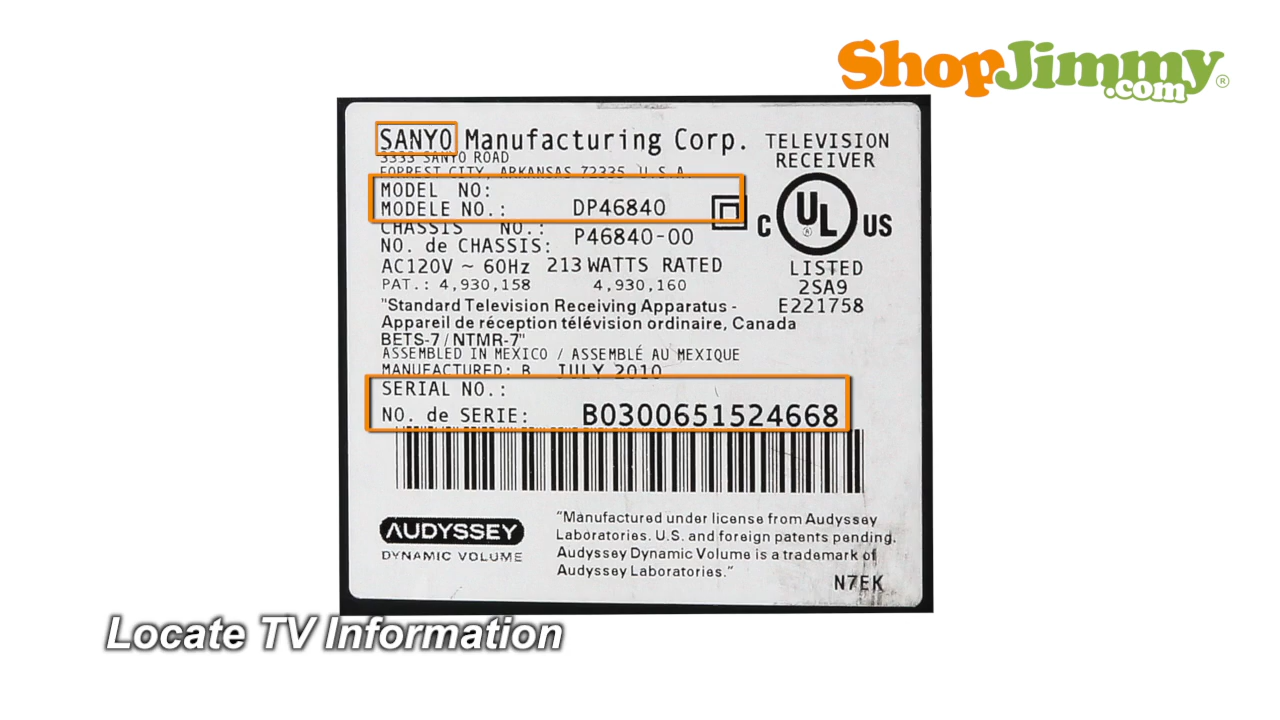 ShopJimmy.com®
SANYO Manufacturing Corp.
3333 SANYO ROAD
FORREST CITY, ARKANSAS 72335 U.S.A.
TELEVISION
RECEIVER
MODEL NO:
MODELE NO.: DP46840
CHASSIS NO.:
NO. de CHASSIS: P46840-00
AC120V ~ 60Hz 213 WATTS RATED
PAT.: 4,930,158 4,930,160
C UL ® US
LISTED
2SA9
E221758
"Standard Television Receiving Apparatus -
Appareil de réception télévision ordinaire, Canada
BETS-7 / NTMR-7"
ASSEMBLED IN MEXICO / ASSEMBLÉ AU MEXIQUE
MANUFACTURED: B JULY 2010
SERIAL NO.:
NO. de SERIE: B0300651524668
AUDYSSEY
DYNAMIC VOLUME
"Manufactured under license from Audyssey
Laboratories. U.S. and foreign patents pending.
Audyssey Dynamic Volume is a trademark of
Audyssey Laboratories."
N7EK
Locate TV Information